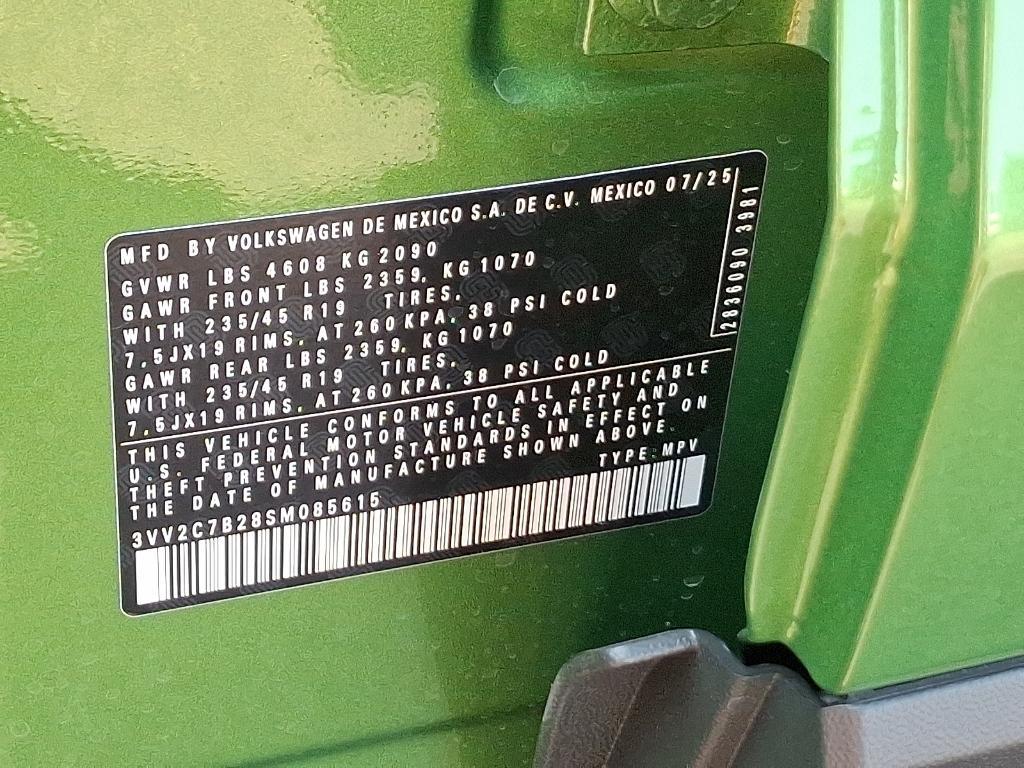 MFD BY VOLKSWAGEN DE MEXICO S.A. DE C.V. MEXICO 07/25
GVWR LBS 4608 KG 2090
GAWR FRONT LBS 2359. KG 1070
WITH 235/45 R19 TIRES.
7.5JX19 RIMS. AT 260 KPA. 38 PSI COLD
GAWR REAR LBS 2359. KG 1070
WITH 235/45 R19 TIRES.
7.5JX19 RIMS. AT 260 KPA. 38 PSI COLD
2836090 3981
THIS VEHICLE CONFORMS TO ALL APPLICABLE
U.S. FEDERAL MOTOR VEHICLE SAFETY AND
THEFT PREVENTION STANDARDS IN EFFECT ON
THE DATE OF MANUFACTURE SHOWN ABOVE.
TYPE: MPV
3VV2C7B28SM085615